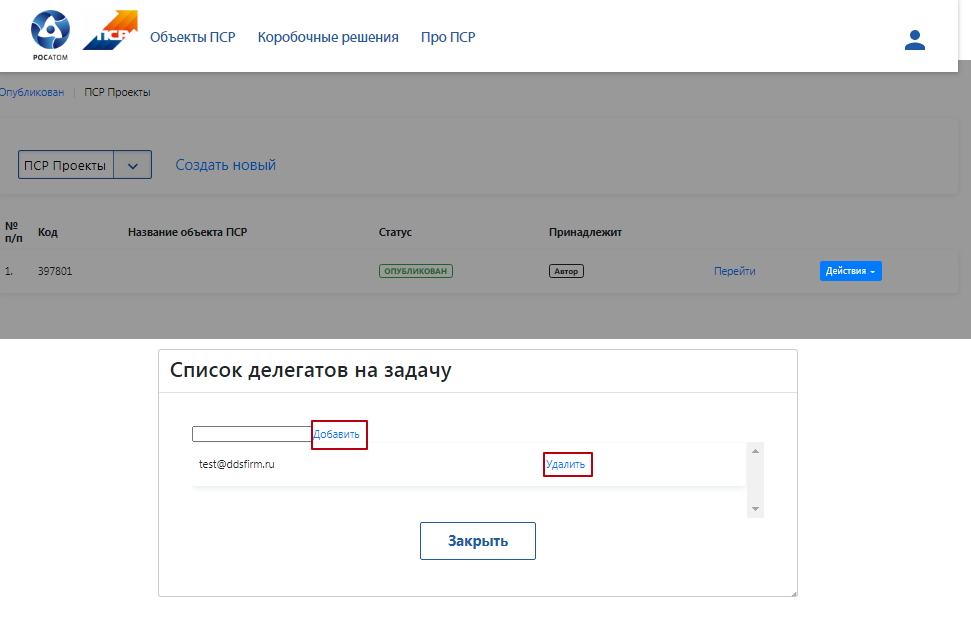 РОСАТОМ
ПСР
Объекты ПСР Коробочные решения Про ПСР
Опубликован | ПСР Проекты
ПСР Проекты Создать новый
№ п/п Код Название объекта ПСР Статус Принадлежит
1. 397801 ОПУБЛИКОВАН Автор Перейти Действия
Список делегатов на задачу
Добавить
test@ddsfirm.ru Удалить
Закрыть